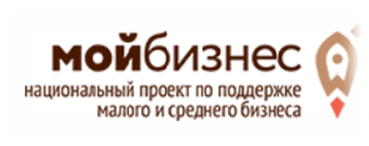 мойбизнес
национальный проект по поддержке
малого и среднего бизнеса